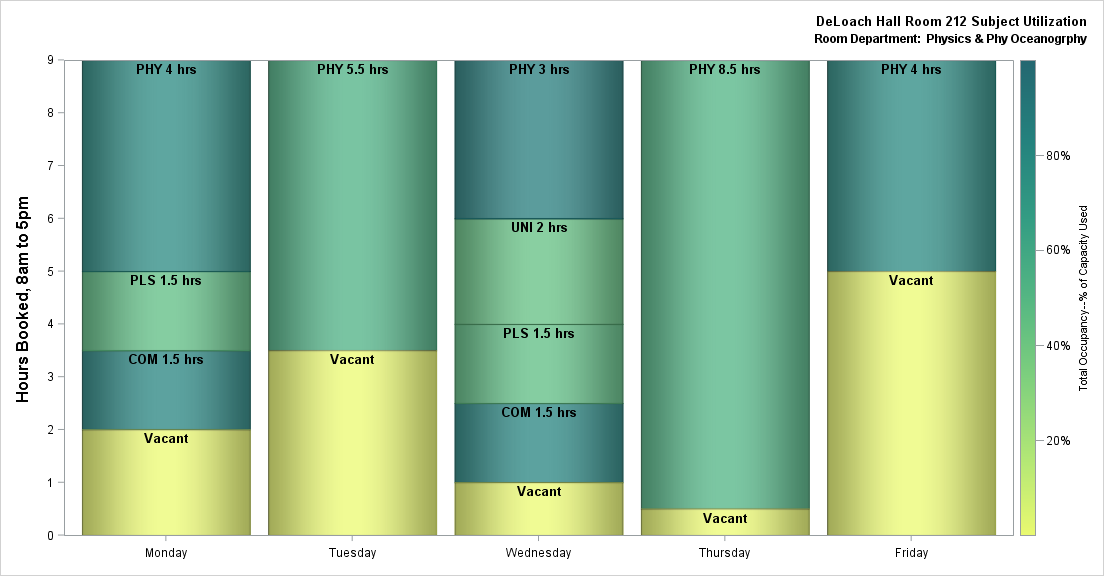 DeLoach Hall Room 212 Subject Utilization
Room Department:  Physics & Phy Oceanogrphy
Hours Booked, 8am to 5pm
9
8
7
6
5
4
3
2
1
0
PHY 4 hrs
PLS 1.5 hrs
COM 1.5 hrs
Vacant
PHY 5.5 hrs
Vacant
PHY 3 hrs
UNI 2 hrs
PLS 1.5 hrs
COM 1.5 hrs
Vacant
PHY 8.5 hrs
Vacant
PHY 4 hrs
Vacant
Monday
Tuesday
Wednesday
Thursday
Friday
80%
60%
40%
20%
Total Occupancy--% of Capacity Used